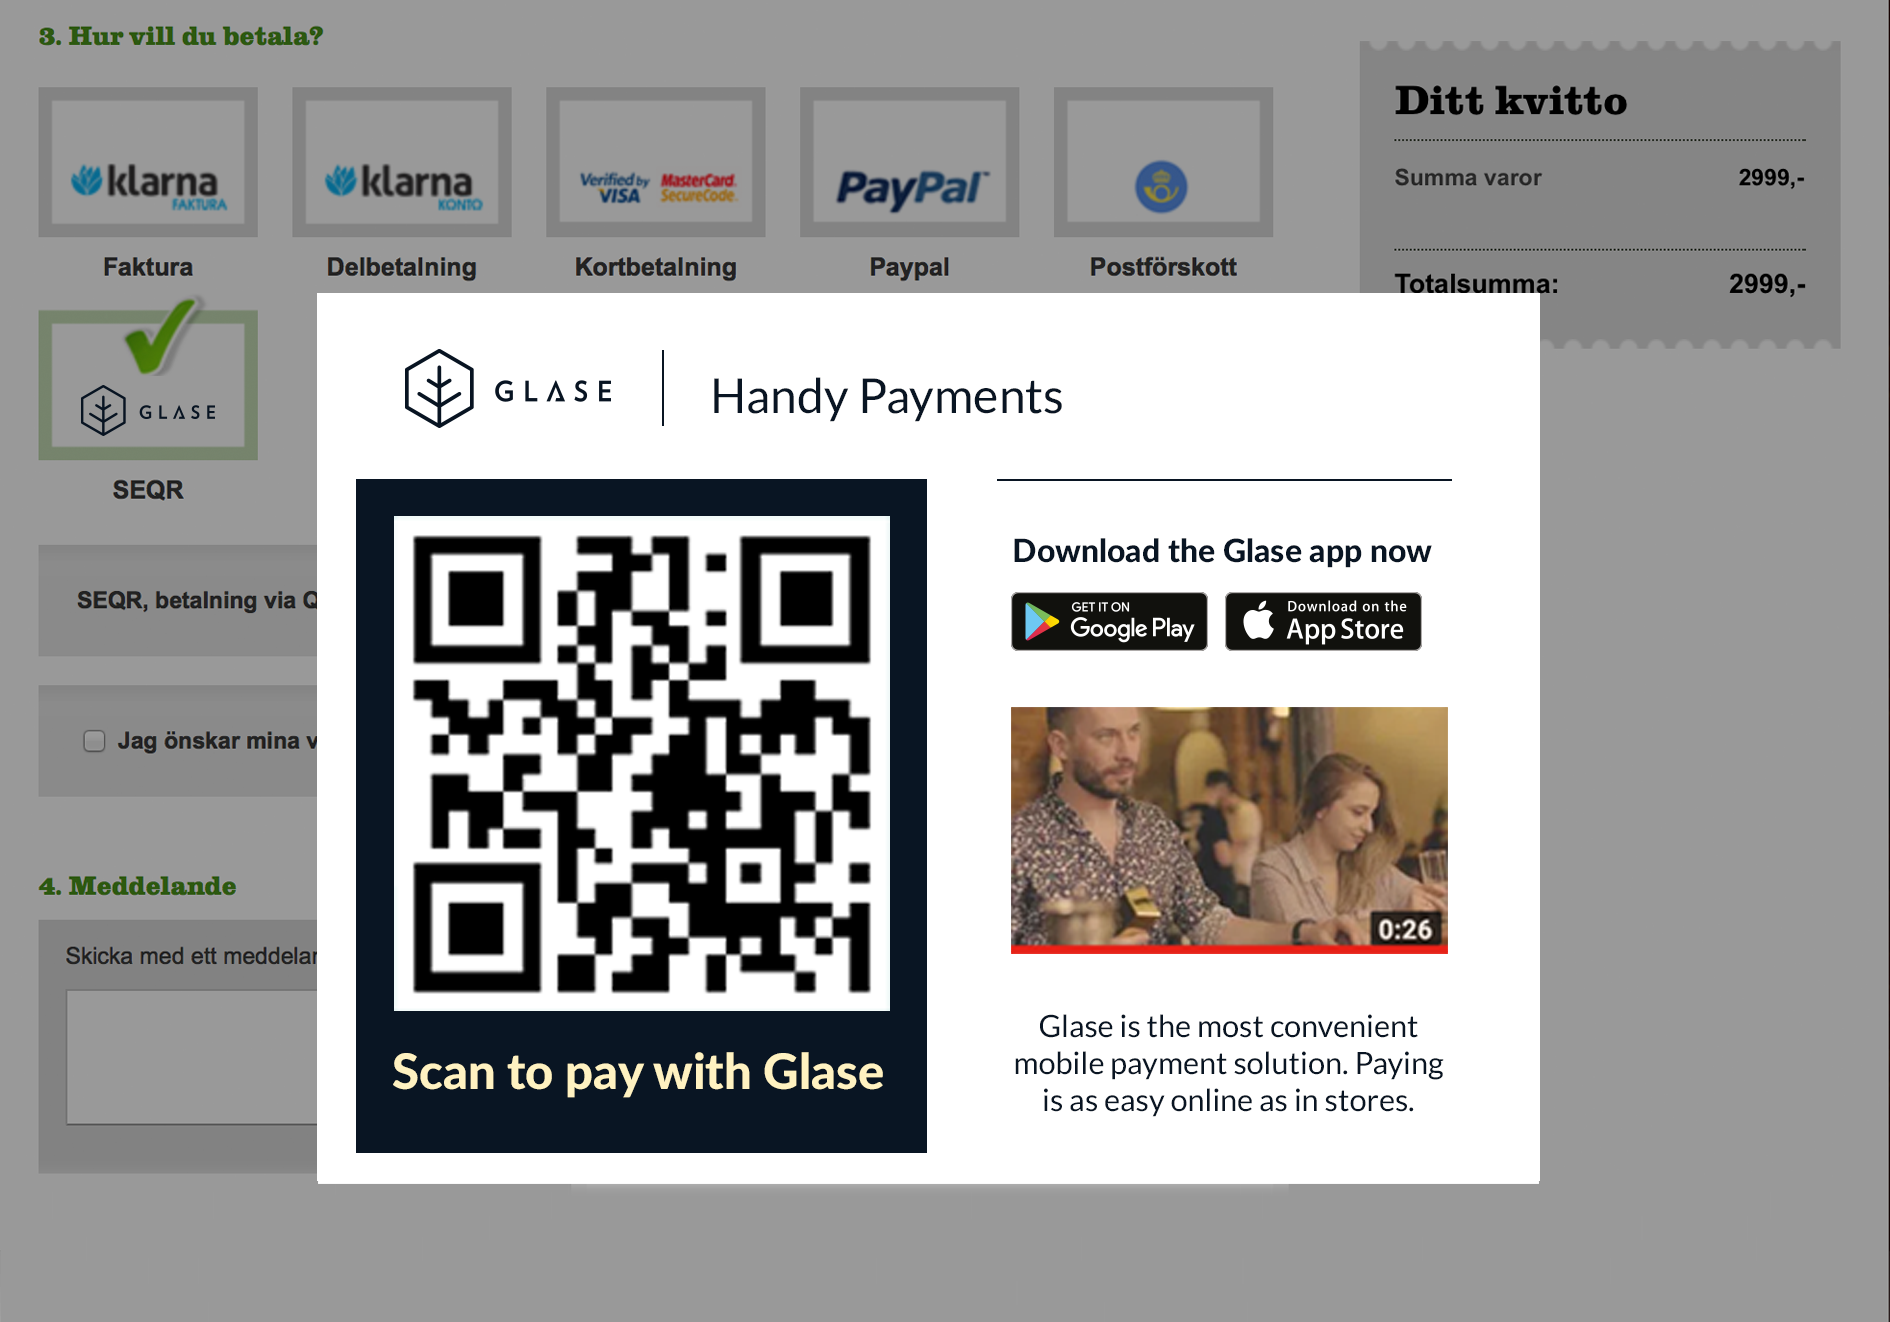 3. Hur vill du betala?
klarna
FAKTURA
klarna
KONTO
Verified by
VISA
MasterCard.
SecureCode.
PayPal™
Faktura
Delbetalning
Kortbetalning
Paypal
Postförskott
Ditt kvitto
Summa varor 2999,-
Totalsumma: 2999,-
GLASE
SEQR
SEQR, betalning via Q
Jag önskar mina v
4. Meddelande
Skicka med ett meddelar
GLASE
Handy Payments
Scan to pay with Glase
Download the Glase app now
GET IT ON
Google Play
Download on the
App Store
0:26
Glase is the most convenient
mobile payment solution. Paying
is as easy online as in stores.